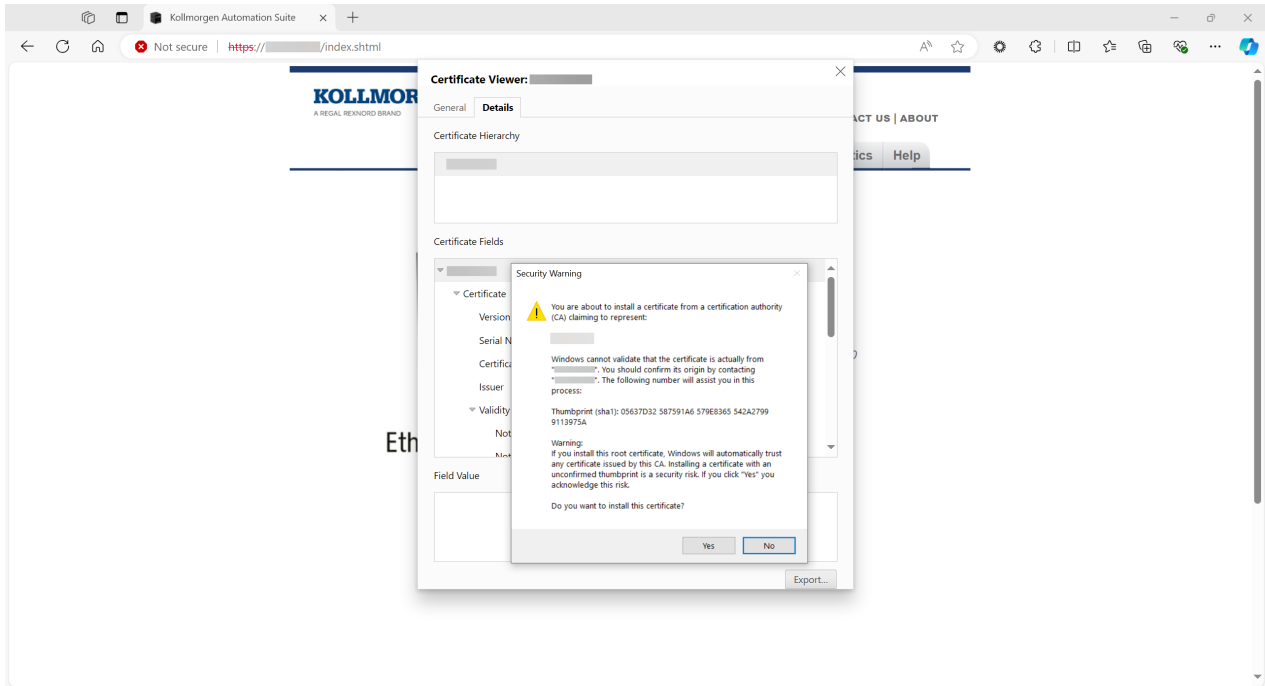 Kollmorgen Automation Suite
Not secure https:// /index.shtml
KOLLMOR
A REGAL REXNORD BRAND
ACT US | ABOUT
tics Help
Certificate Viewer:
General Details
Certificate Hierarchy
Certificate Fields
Certificate
Version
Serial N
Certifica
Issuer
Validity
Not
Not
Field Value
Export...
Eth
Security Warning
You are about to install a certificate from a certification authority
(CA) claiming to represent:
Windows cannot validate that the certificate is actually from
" ". You should confirm its origin by contacting
" ". The following number will assist you in this
process:
Thumbprint (sha1): 05637D32 587591A6 579E8365 542A2799
9113975A
Warning:
If you install this root certificate, Windows will automatically trust
any certificate issued by this CA. Installing a certificate with an
unconfirmed thumbprint is a security risk. If you click "Yes" you
acknowledge this risk.
Do you want to install this certificate?
Yes No